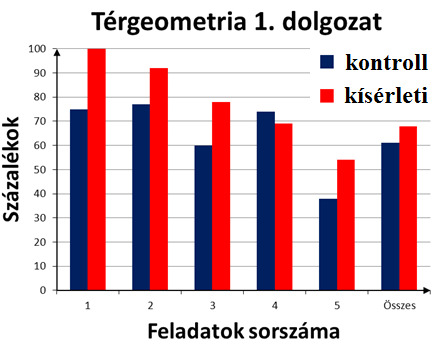 Térgeometria 1. dolgozat
kontroll
kísérleti
Százalékok
100
90
80
70
60
50
40
30
20
10
0
1 2 3 4 5 Összes
Feladatok sorszáma